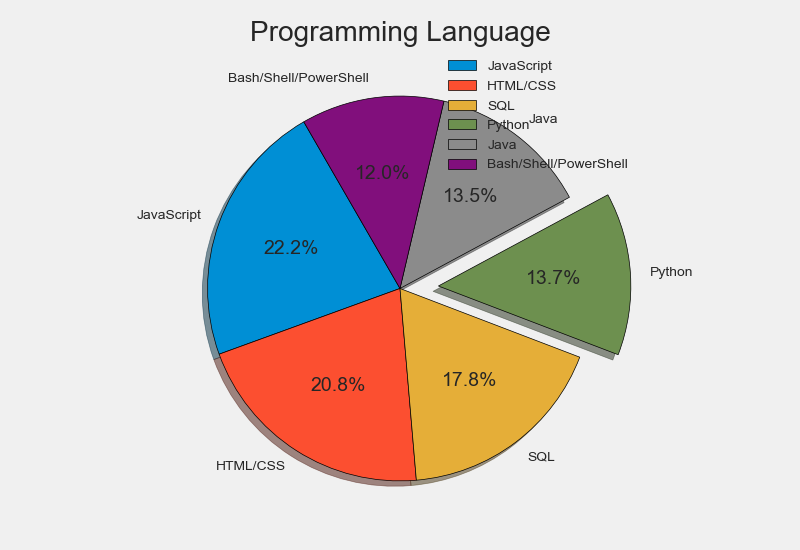 Programming Language
JavaScript
HTML/CSS
SQL
Python
Java
Bash/Shell/PowerShell
Bash/Shell/PowerShell
Java
12.0%
13.5%
JavaScript
22.2%
Python
13.7%
20.8%
17.8%
HTML/CSS
SQL